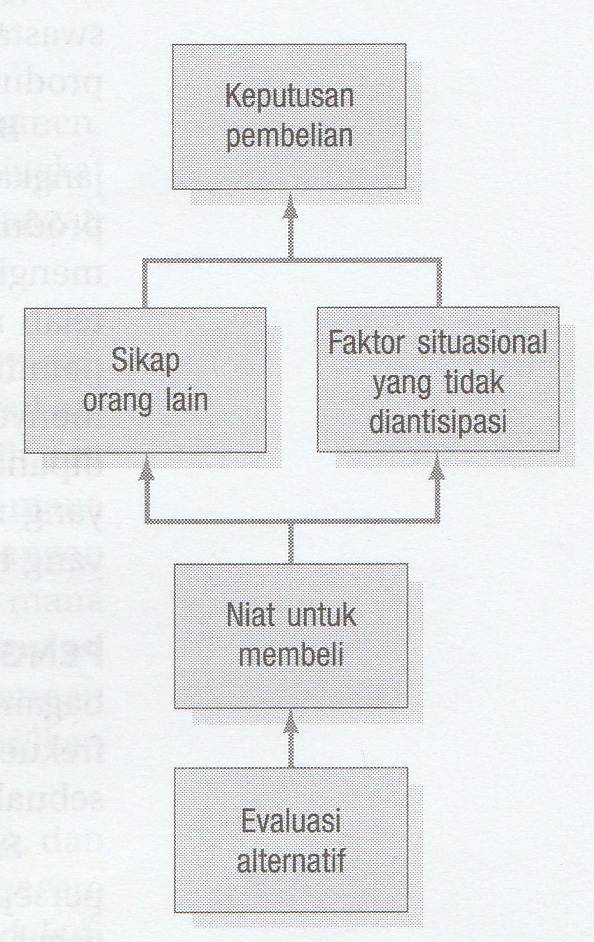 Keputusan
pembelian
Sikap
orang lain
Faktor situasional
yang tidak
diantisipasi
Niat untuk
membeli
Evaluasi
alternatif